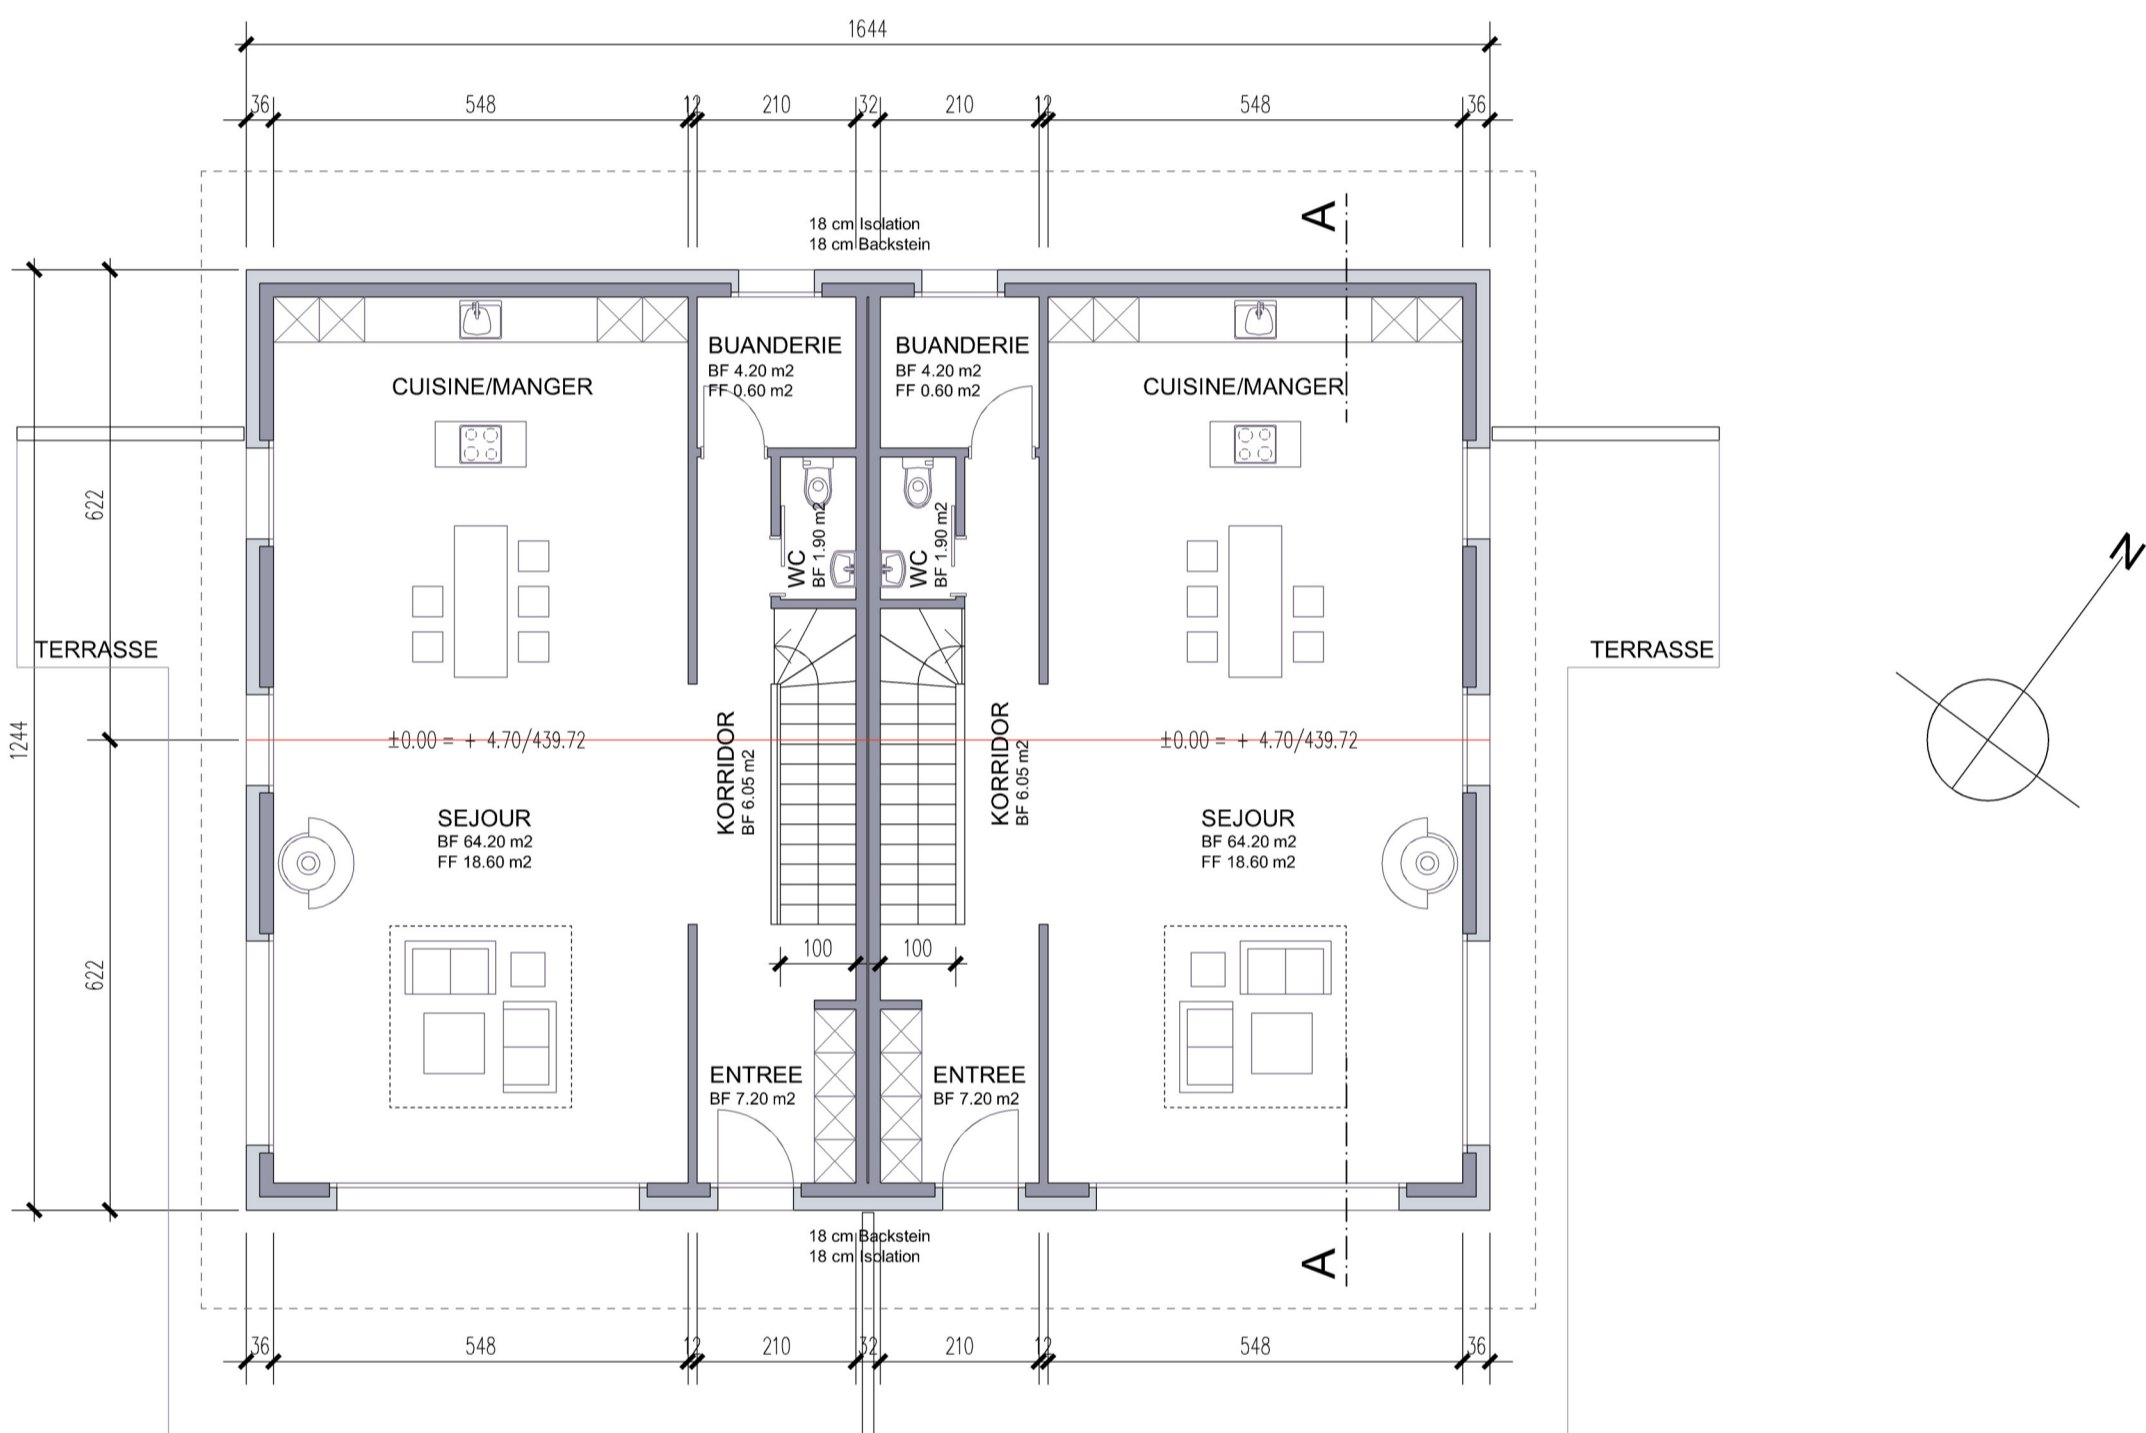 1644
36 548 12 210 32 210 12 548 36
A
18 cm Isolation
18 cm Backstein
BUANDERIE
BF 4.20 m2
FF 0.60 m2
BUANDERIE
BF 4.20 m2
FF 0.60 m2
CUISINE/MANGER
CUISINE/MANGER
622
WC
BF 1.90 m2
WC
BF 1.90 m2
N
TERRASSE
TERRASSE
1244
±0.00 = + 4.70/439.72
±0.00 = + 4.70/439.72
KORRIDOR
BF 6.05 m2
KORRIDOR
BF 6.05 m2
SEJOUR
BF 64.20 m2
FF 18.60 m2
SEJOUR
BF 64.20 m2
FF 18.60 m2
622
100
100
ENTREE
BF 7.20 m2
ENTREE
BF 7.20 m2
18 cm Backstein
18 cm Isolation
A
36 548 12 210 32 210 12 548 36